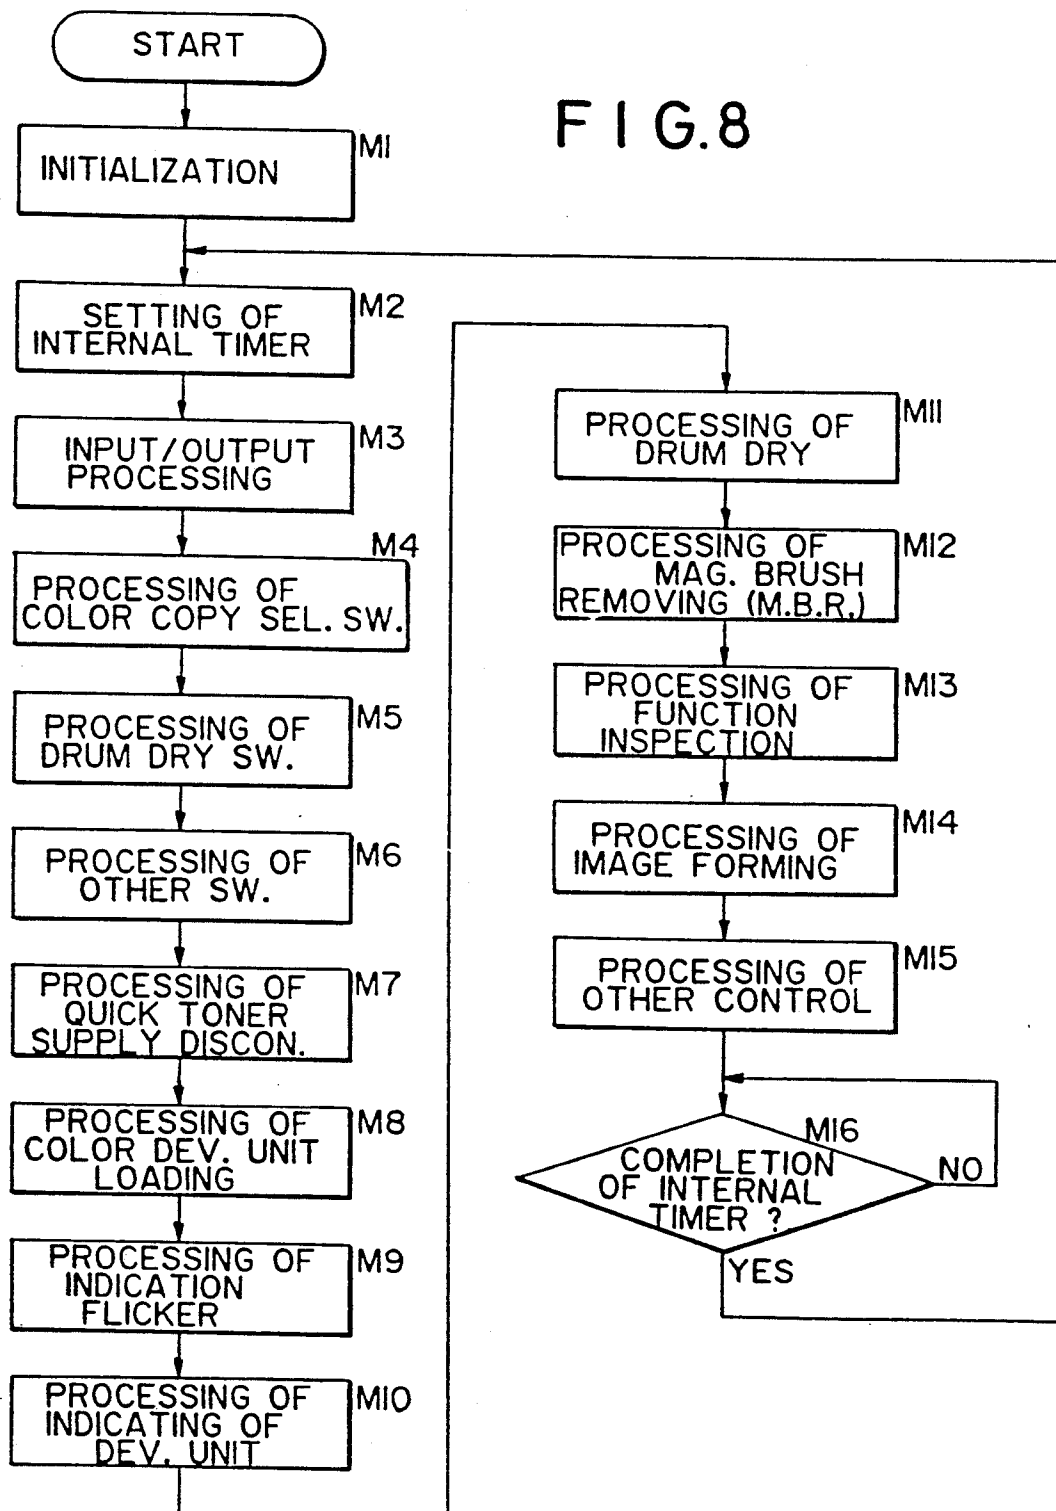 START
FIG.8
INITIALIZATION
M1
SETTING OF
INTERNAL TIMER
M2
INPUT/OUTPUT
PROCESSING
M3
PROCESSING OF
COLOR COPY SEL. SW.
M4
PROCESSING OF
DRUM DRY SW.
M5
PROCESSING OF
OTHER SW.
M6
PROCESSING OF
QUICK TONER
SUPPLY DISCON.
M7
PROCESSING OF
COLOR DEV. UNIT
LOADING
M8
PROCESSING OF
INDICATION
FLICKER
M9
PROCESSING OF
INDICATING OF
DEV. UNIT
M10
PROCESSING OF
DRUM DRY
M11
PROCESSING OF
MAG. BRUSH
REMOVING (M.B.R.)
M12
PROCESSING OF
FUNCTION
INSPECTION
M13
PROCESSING OF
IMAGE FORMING
M14
PROCESSING OF
OTHER CONTROL
M15
M16
COMPLETION
OF INTERNAL
TIMER ?
NO
YES